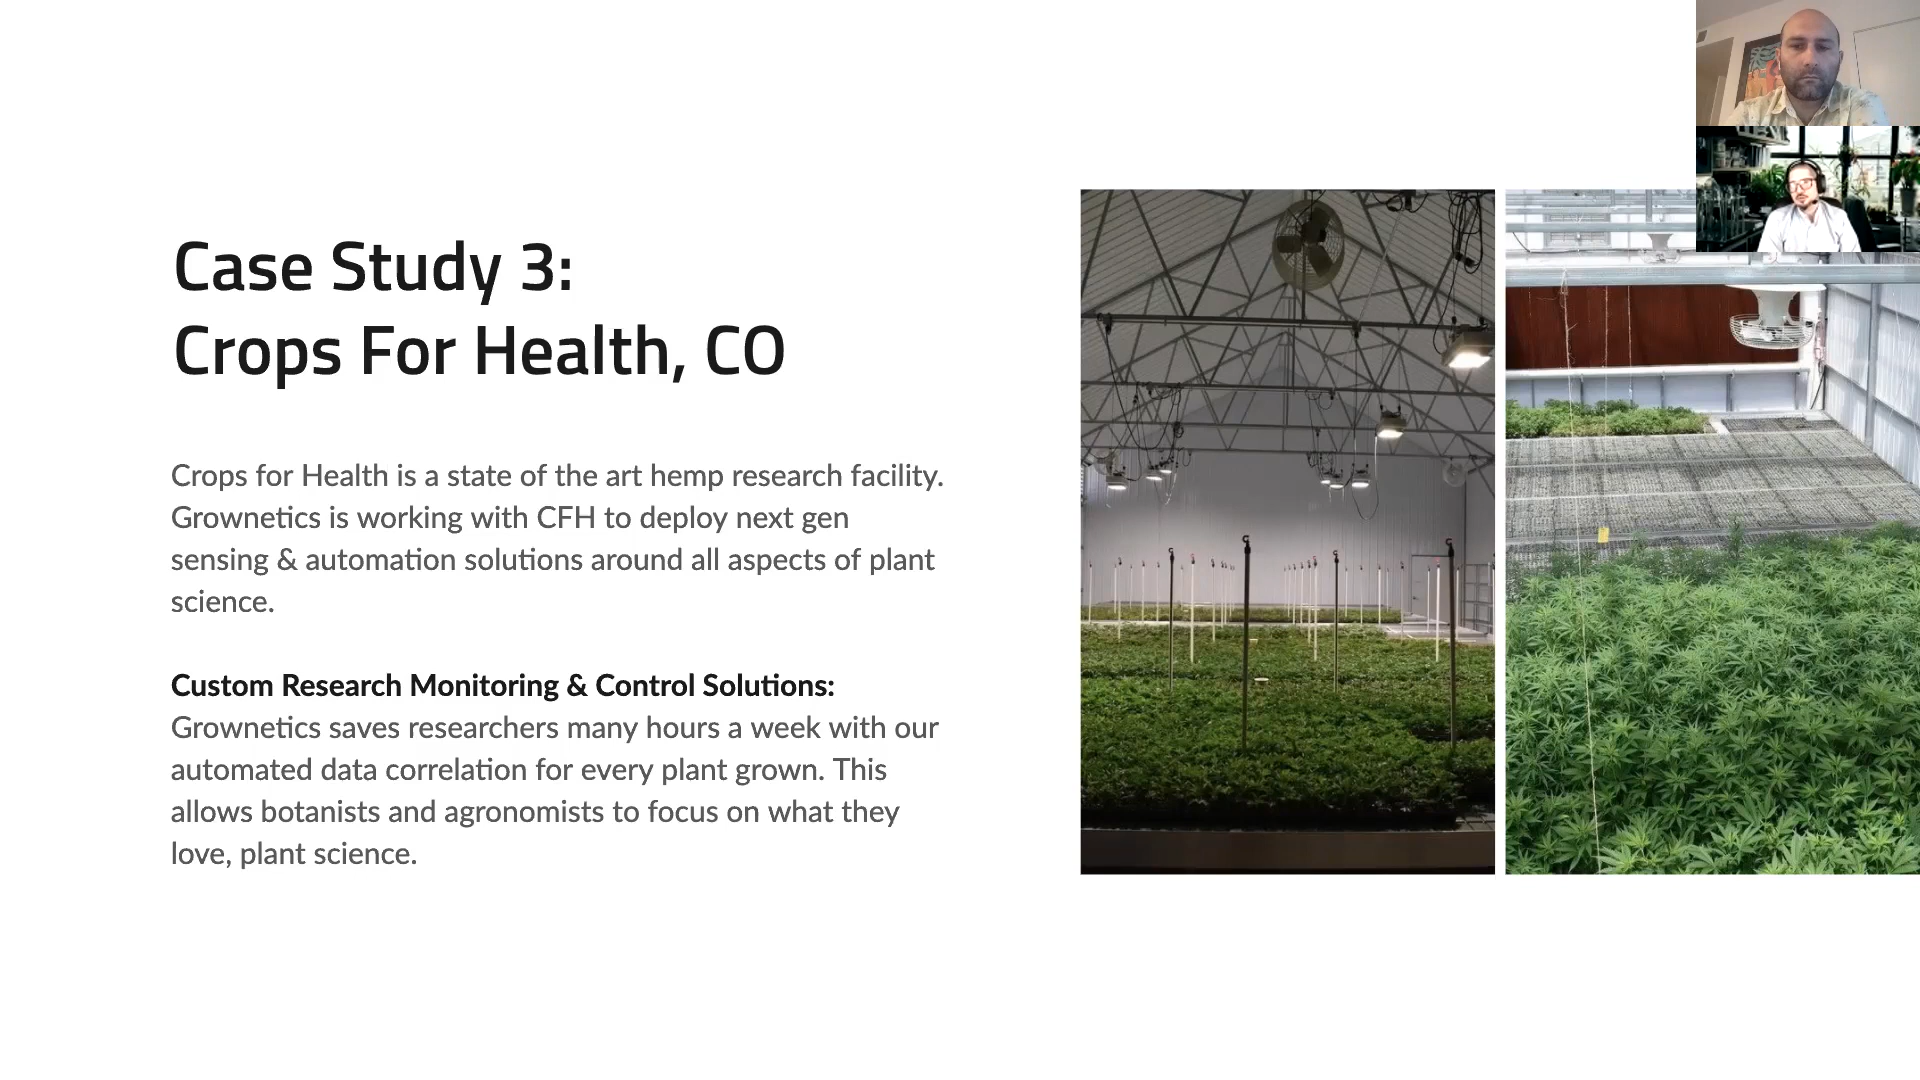 Case Study 3:
Crops For Health, CO
Crops for Health is a state of the art hemp research facility.
Grownetics is working with CFH to deploy next gen
sensing & automation solutions around all aspects of plant
science.
Custom Research Monitoring & Control Solutions:
Grownetics saves researchers many hours a week with our
automated data correlation for every plant grown. This
allows botanists and agronomists to focus on what they
love, plant science.